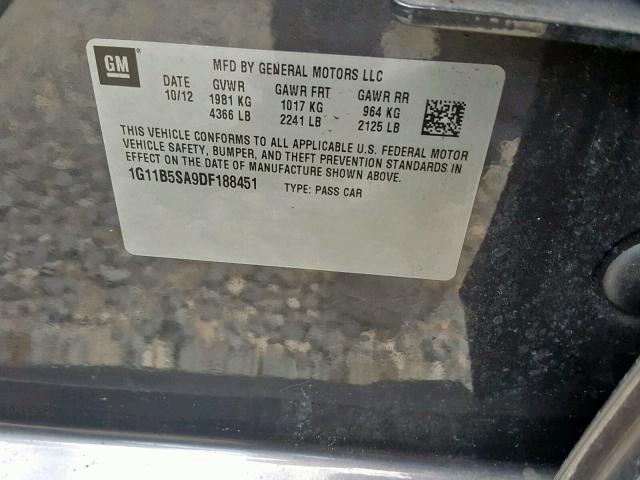 GM
MFD BY GENERAL MOTORS LLC
DATE GVWR GAWR FRT GAWR RR
10/12 1981 KG 1017 KG 964 KG
4366 LB 2241 LB 2125 LB
THIS VEHICLE CONFORMS TO ALL APPLICABLE U.S. FEDERAL MOTOR
VEHICLE SAFETY, BUMPER, AND THEFT PREVENTION STANDARDS IN
EFFECT ON THE DATE OF MANUFACTURE SHOWN ABOVE.
1G11B5SA9DF188451 TYPE: PASS CAR